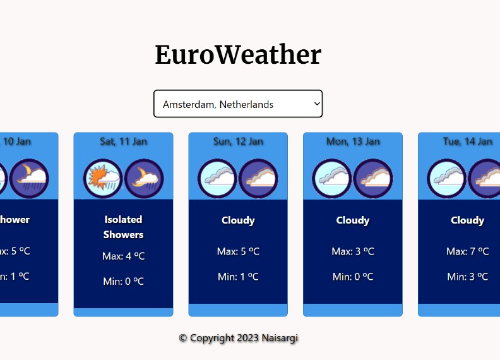 EuroWeather
Amsterdam, Netherlands
10 Jan
Sat, 11 Jan
Sun, 12 Jan
Mon, 13 Jan
Tue, 14 Jan
hower
Isolated
Showers
Cloudy
Cloudy
Cloudy
x: 5 ºC
Max: 4 ºC
Max: 5 ºC
Max: 3 ºC
Max: 7 ºC
n: 1 ºC
Min: 0 ºC
Min: 1 ºC
Min: 0 ºC
Min: 3 ºC
© Copyright 2023 Naisargi